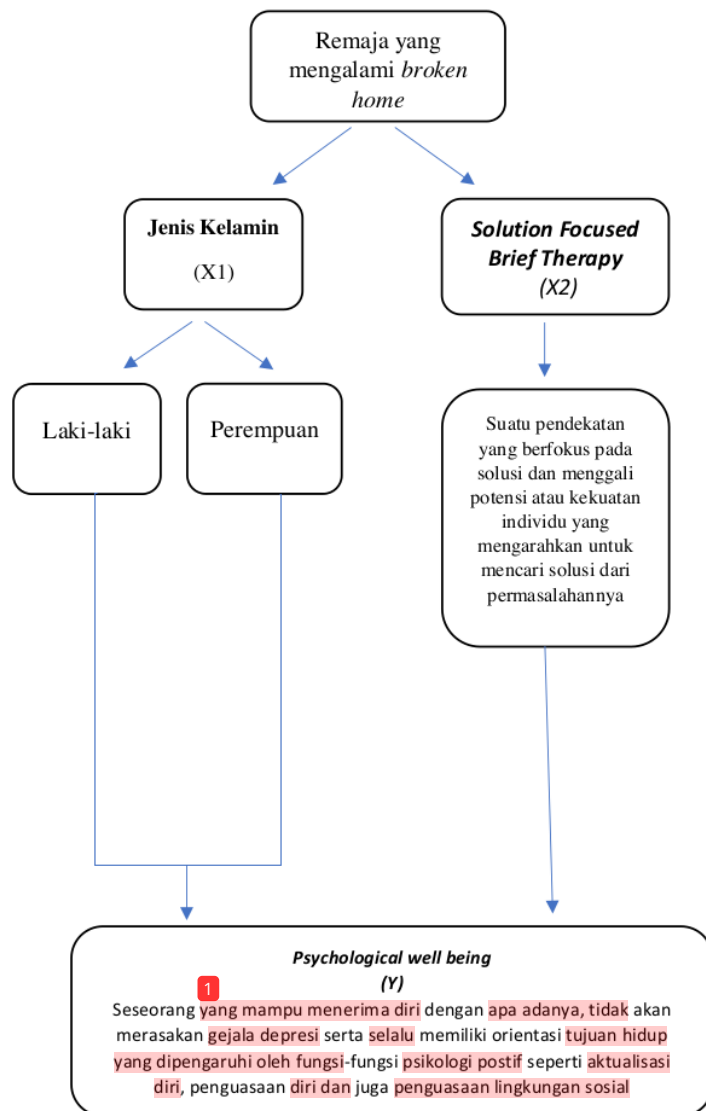 Remaja yang
mengalami broken
home
Jenis Kelamin
(X1)
Solution Focused
Brief Therapy
(X2)
Laki-laki
Perempuan
Suatu pendekatan
yang berfokus pada
solusi dan menggali
potensi atau kekuatan
individu yang
mengarahkan untuk
mencari solusi dari
permasalahannya
Psychological well being
(Y)
1
Seseorang yang mampu menerima diri dengan apa adanya, tidak akan
merasakan gejala depresi serta selalu memiliki orientasi tujuan hidup
yang dipengaruhi oleh fungsi-fungsi psikologi postif seperti aktualisasi
diri, penguasaan diri dan juga penguasaan lingkungan sosial